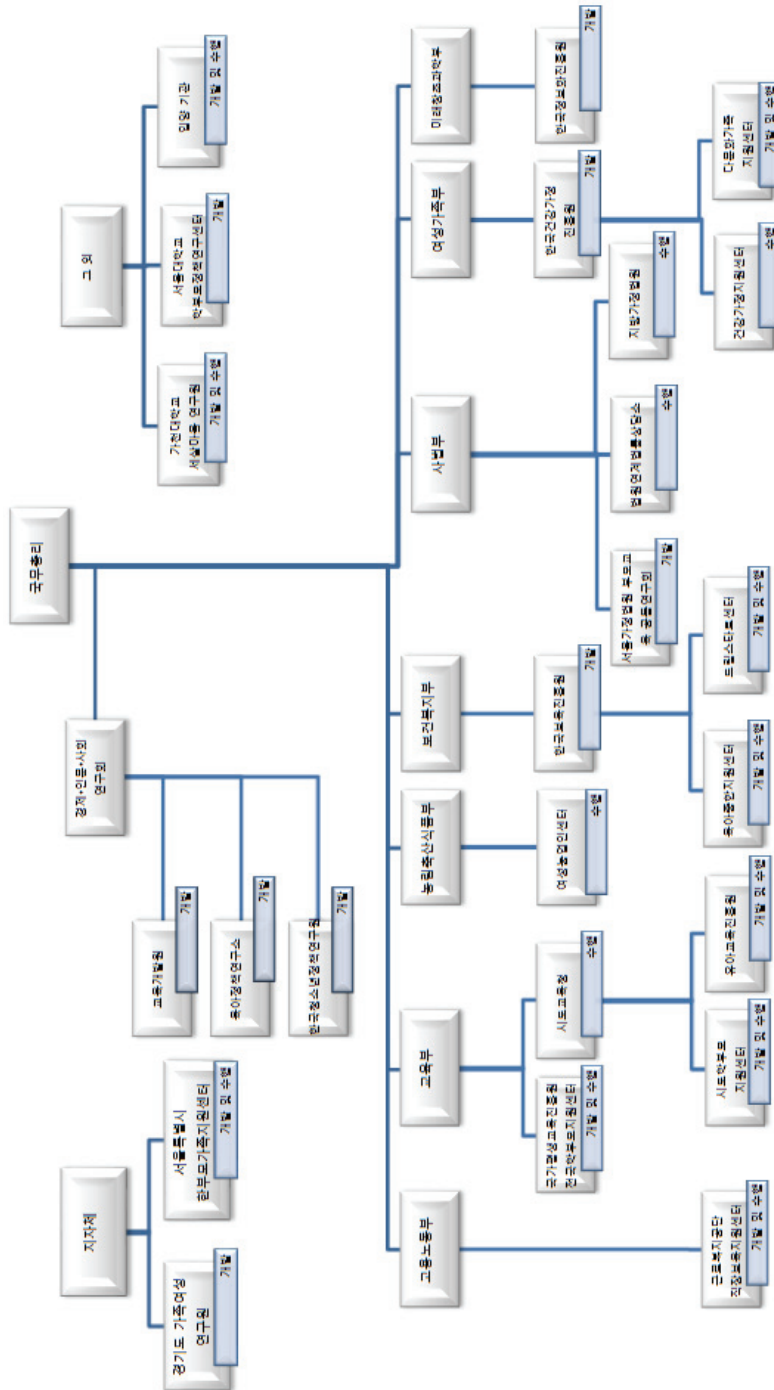 국무총리
경제•인문•사회
연구회
교육개발원
개발
육아정책연구소
개발
한국청소년정책연구원
개발
지자체
경기도 가족여성
연구원
개발
서울특별시
한부모가족지원센터
개발 및 수행
그 외
가천대학교
세살마을 연구원
개발 및 수행
서울대학교
학부모정책연구센터
개발
입양 기관
개발 및 수행
고용노동부
근로복지공단
직장보육지원센터
개발 및 수행
교육부
국가평생교육진흥원
전국학부모지원센터
개발 및 수행
시도교육청
수행
시도학부모
지원센터
개발 및 수행
유아교육진흥원
개발 및 수행
농림축산식품부
여성농업인센터
수행
보건복지부
한국보육진흥원
개발
육아종합지원센터
개발 및 수행
드림스타트센터
개발 및 수행
사법부
서울가정법원 부모교
육 공동연구회
개발
법원연계법률상담소
수행
지방가정법원
수행
여성가족부
한국건강가정
진흥원
개발
건강가정지원센터
수행
다문화가족
지원센터
개발 및 수행
미래창조과학부
한국정보화진흥원
개발